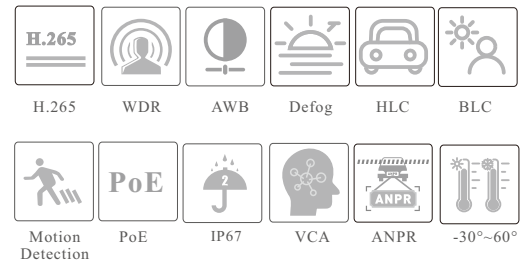 H.265
H.265 WDR AWB Defog HLC BLC
PoE 2 ANPR
Motion Detection PoE IP67 VCA ANPR -30°~60°